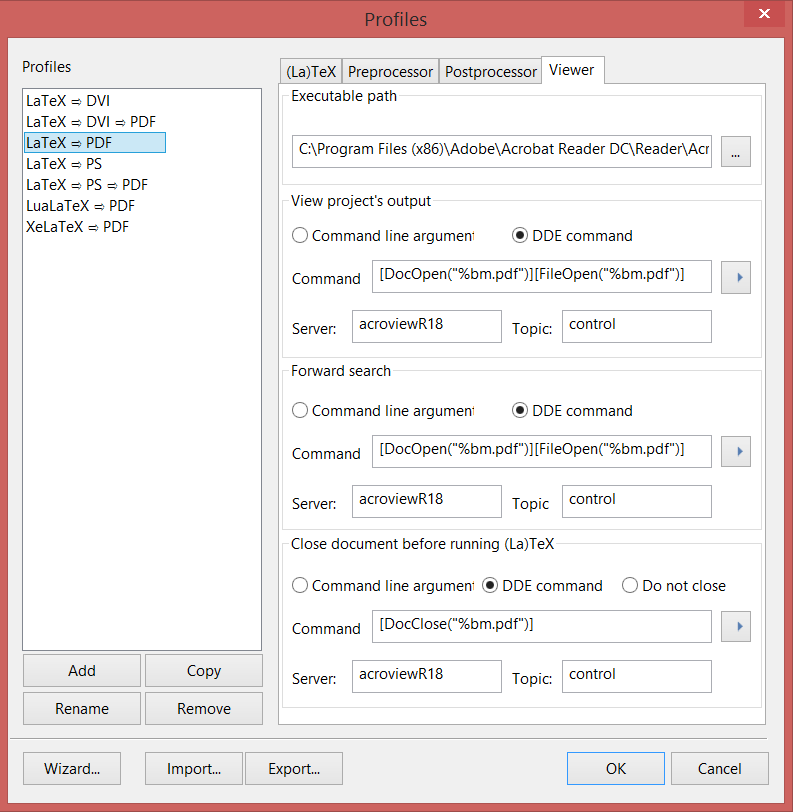 Profiles
Profiles
LaTeX ⇨ DVI
LaTeX ⇨ DVI ⇨ PDF
LaTeX ⇨ PDF
LaTeX ⇨ PS
LaTeX ⇨ PS ⇨ PDF
LuaLaTeX ⇨ PDF
XeLaTeX ⇨ PDF
Add Copy
Rename Remove
(La)TeX Preprocessor Postprocessor Viewer
Executable path
C:\Program Files (x86)\Adobe\Acrobat Reader DC\Reader\Acr ...
View project's output
Command line argument DDE command
Command [DocOpen("%bm.pdf")][FileOpen("%bm.pdf")]
Server: acroviewR18 Topic: control
Forward search
Command line argument DDE command
Command [DocOpen("%bm.pdf")][FileOpen("%bm.pdf")]
Server: acroviewR18 Topic control
Close document before running (La)TeX
Command line argument DDE command Do not close
Command [DocClose("%bm.pdf")]
Server: acroviewR18 Topic: control
Wizard... Import... Export... OK Cancel